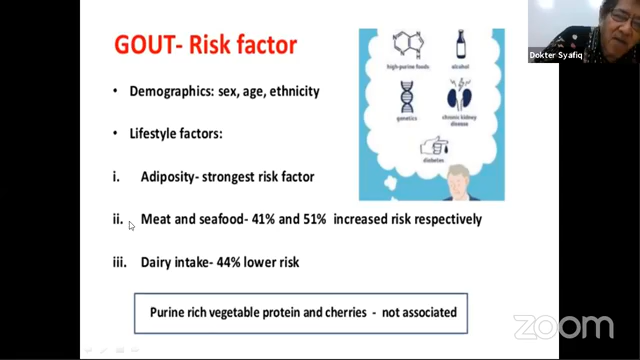 GOUT- Risk factor
• Demographics: sex, age, ethnicity
• Lifestyle factors:
i. Adiposity- strongest risk factor
ii. Meat and seafood- 41% and 51% increased risk respectively
iii. Dairy intake- 44% lower risk
Purine rich vegetable protein and cherries - not associated
high-purine foods
alcohol
genetics
chronic kidney
disease
diabetes
Dokter Syafiq
zoom